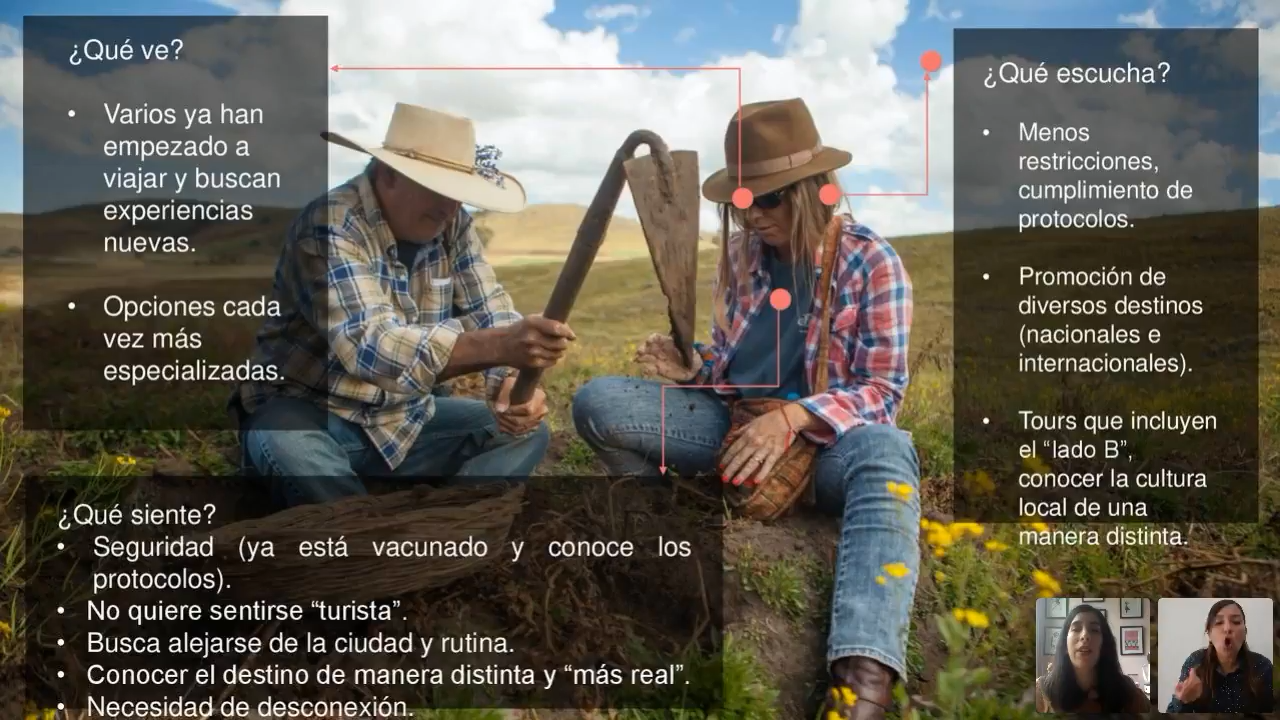 ¿Qué ve?
• Varios ya han
empezado a
viajar y buscan
experiencias
nuevas.
• Opciones cada
vez más
especializadas.
¿Qué escucha?
• Menos
restricciones,
cumplimiento de
protocolos.
• Promoción de
diversos destinos
(nacionales e
internacionales).
• Tours que incluyen
el “lado B”,
conocer la cultura
local de una
manera distinta.
¿Qué siente?
• Seguridad (ya está vacunado y conoce los
protocolos).
• No quiere sentirse “turista”.
• Busca alejarse de la ciudad y rutina.
• Conocer el destino de manera distinta y “más real”.
• Necesidad de desconexión.